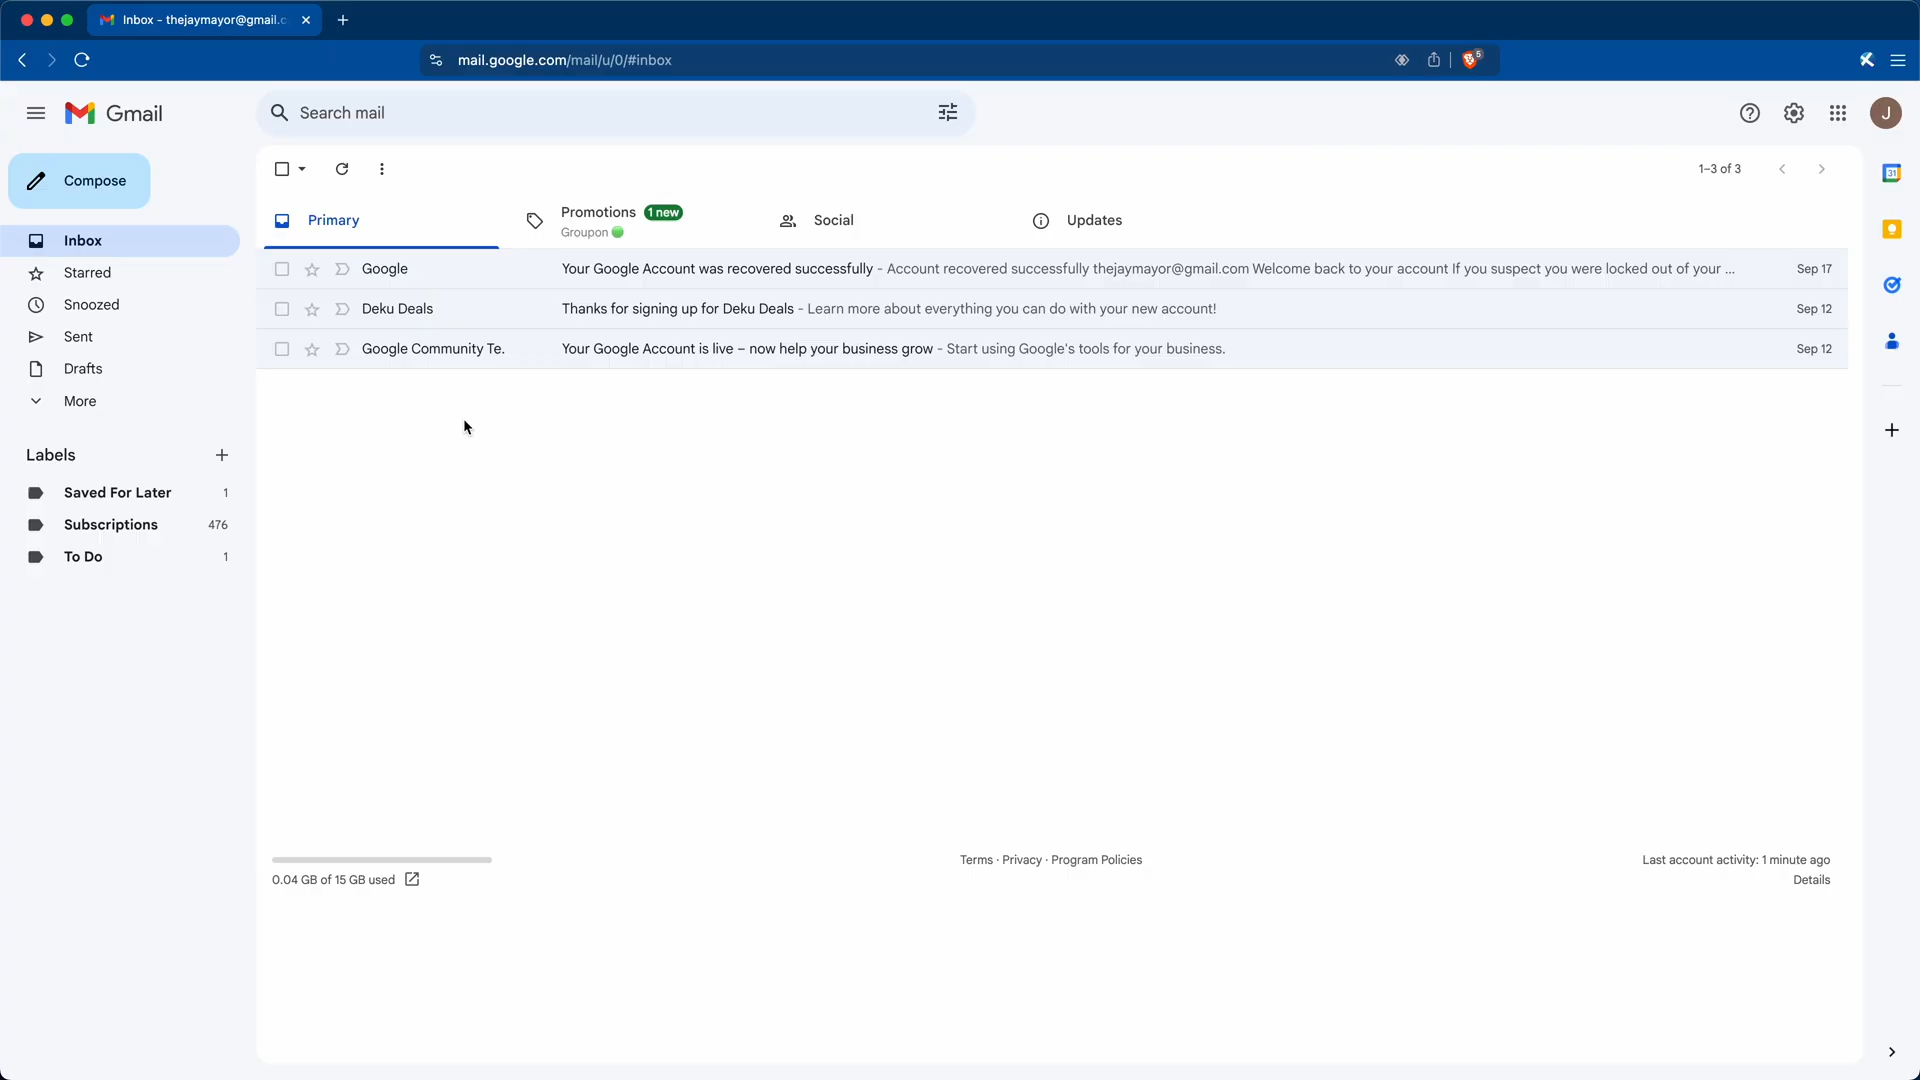 Inbox - thejaymayor@gmail.c
mail.google.com/mail/u/0/#inbox
5
Gmail
Search mail
J
Compose
1–3 of 3
31
Primary
Promotions 1 new
Groupon
Social
Updates
Inbox
Starred
Snoozed
Sent
Drafts
More
Google Your Google Account was recovered successfully - Account recovered successfully thejaymayor@gmail.com Welcome back to your account If you suspect you were locked out of your ... Sep 17
Deku Deals Thanks for signing up for Deku Deals - Learn more about everything you can do with your new account! Sep 12
Google Community Te. Your Google Account is live – now help your business grow - Start using Google's tools for your business. Sep 12
Labels
Saved For Later 1
Subscriptions 476
To Do 1
0.04 GB of 15 GB used
Terms · Privacy · Program Policies
Last account activity: 1 minute ago
Details